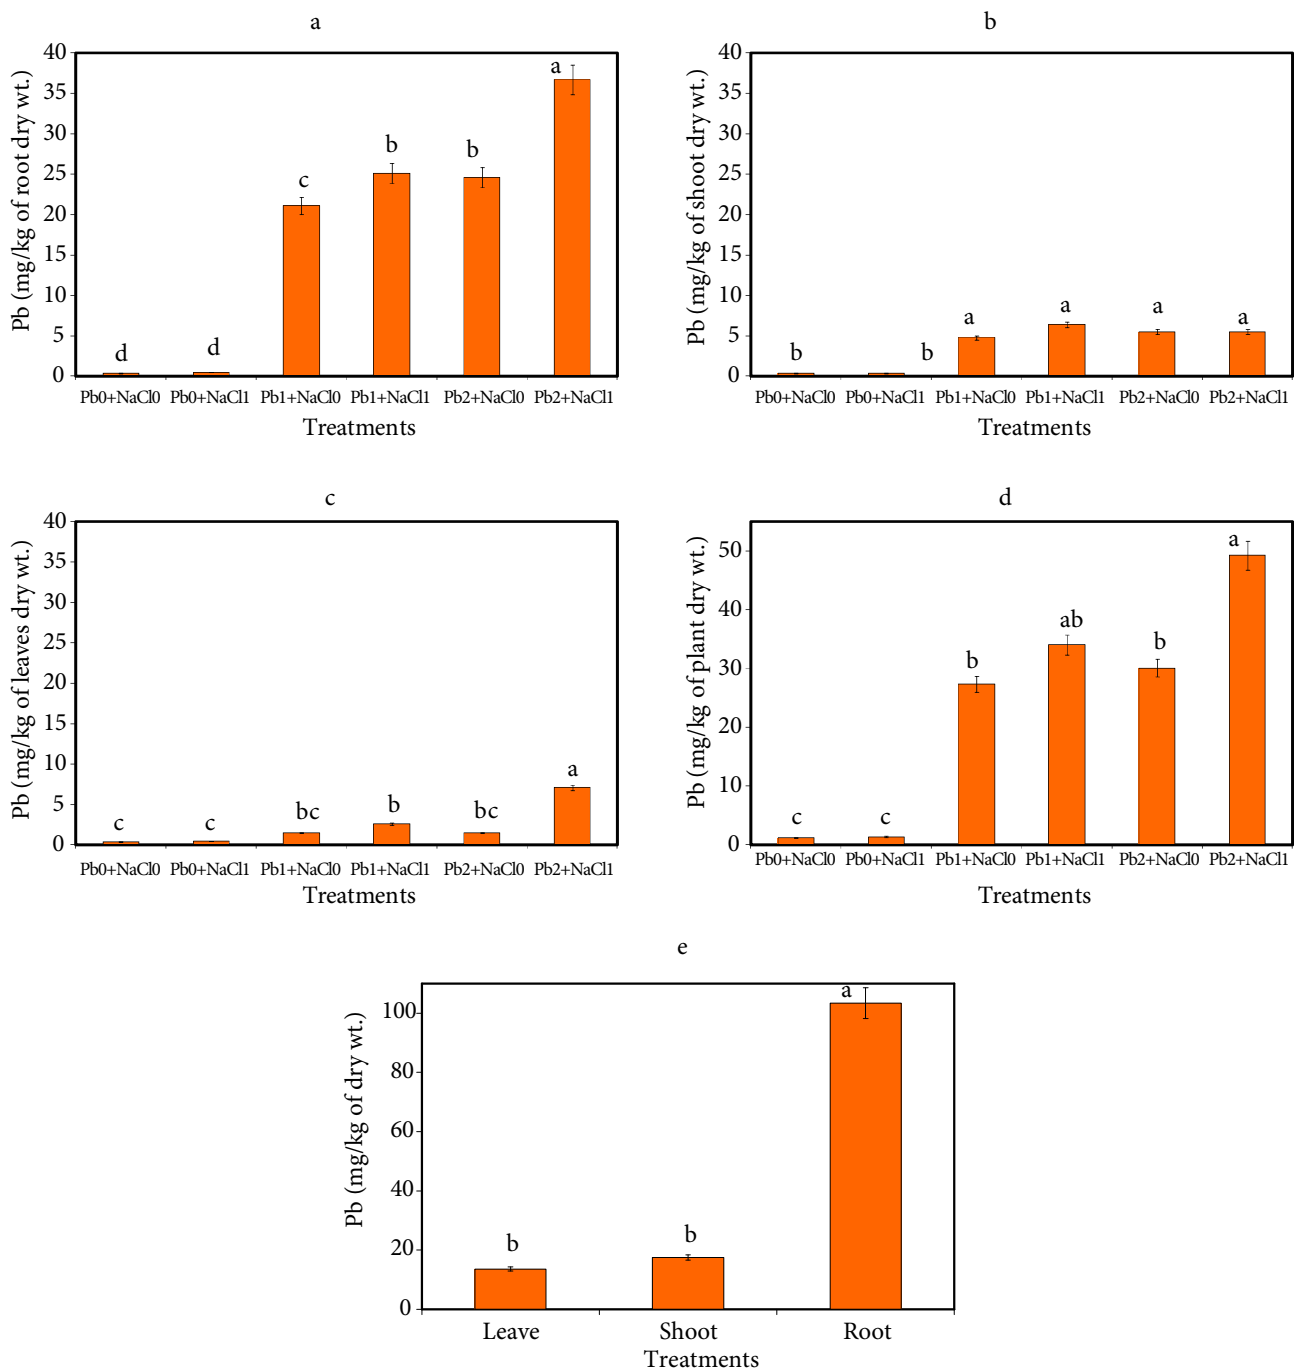 a
Pb (mg/kg of root dry wt.)
40
35
30
25
20
15
10
5
0
d
d
c
b
b
a
Pb0+NaCl0 Pb0+NaCl1 Pb1+NaCl0 Pb1+NaCl1 Pb2+NaCl0 Pb2+NaCl1
Treatments
b
Pb (mg/kg of shoot dry wt.)
40
35
30
25
20
15
10
5
0
b
b
a
a
a
a
Pb0+NaCl0 Pb0+NaCl1 Pb1+NaCl0 Pb1+NaCl1 Pb2+NaCl0 Pb2+NaCl1
Treatments
c
Pb (mg/kg of leaves dry wt.)
40
35
30
25
20
15
10
5
0
c
c
bc
b
bc
a
Pb0+NaCl0 Pb0+NaCl1 Pb1+NaCl0 Pb1+NaCl1 Pb2+NaCl0 Pb2+NaCl1
Treatments
d
Pb (mg/kg of plant dry wt.)
50
40
30
20
10
0
c
c
b
ab
b
a
Pb0+NaCl0 Pb0+NaCl1 Pb1+NaCl0 Pb1+NaCl1 Pb2+NaCl0 Pb2+NaCl1
Treatments
e
Pb (mg/kg of dry wt.)
100
80
60
40
20
0
b
b
a
Leave Shoot Root
Treatments